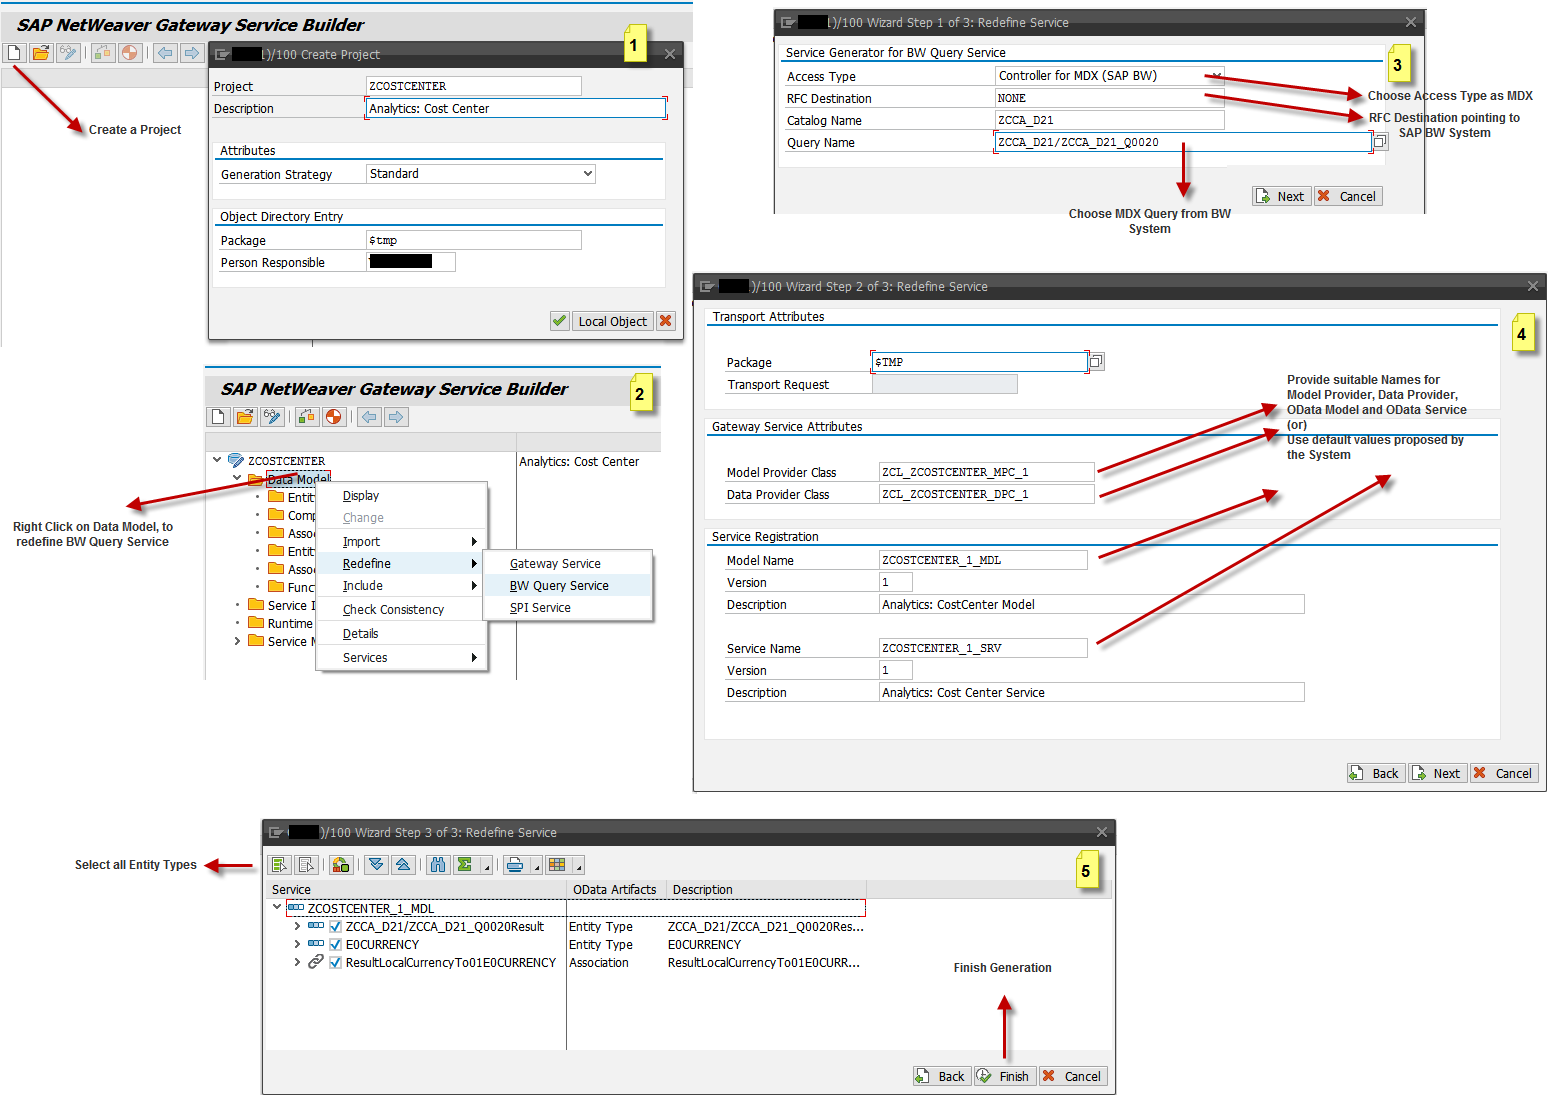 SAP NetWeaver Gateway Service Builder
1
)/100 Create Project
Project
ZCOSTCENTER
Description
Analytics: Cost Center
Create a Project
Attributes
Generation Strategy
Standard
Object Directory Entry
Package
$tmp
Person Responsible
Local Object
SAP NetWeaver Gateway Service Builder
2
ZCOSTCENTER
Analytics: Cost Center
Data Model
Entit
Comp
Assoc
Entit
Assoc
Funct
Service I
Runtime
Service M
Right Click on Data Model, to
redefine BW Query Service
Display
Change
Import
Redefine
Include
Check Consistency
Details
Services
Gateway Service
BW Query Service
SPI Service
)/100 Wizard Step 1 of 3: Redefine Service
3
Service Generator for BW Query Service
Access Type
Controller for MDX (SAP BW)
RFC Destination
NONE
Catalog Name
ZCCA_D21
Query Name
ZCCA_D21/ZCCA_D21_Q0020
Choose Access Type as MDX
RFC Destination pointing to
SAP BW System
Next
Cancel
Choose MDX Query from BW
System
)/100 Wizard Step 2 of 3: Redefine Service
4
Transport Attributes
Package
$TMP
Transport Request
Gateway Service Attributes
Model Provider Class
ZCL_ZCOSTCENTER_MPC_1
Data Provider Class
ZCL_ZCOSTCENTER_DPC_1
Service Registration
Model Name
ZCOSTCENTER_1_MDL
Version
1
Description
Analytics: CostCenter Model
Service Name
ZCOSTCENTER_1_SRV
Version
1
Description
Analytics: Cost Center Service
Provide suitable Names for
Model Provider, Data Provider,
OData Model and OData Service
(or)
Use default values proposed by
the System
Back
Next
Cancel
)/100 Wizard Step 3 of 3: Redefine Service
5
Select all Entity Types
Service
OData Artifacts
Description
ZCOSTCENTER_1_MDL
ZCCA_D21/ZCCA_D21_Q0020Result
Entity Type
ZCCA_D21/ZCCA_D21_Q0020Res...
E0CURRENCY
Entity Type
E0CURRENCY
ResultLocalCurrencyTo01E0CURRENCY
Association
ResultLocalCurrencyTo01E0CURR...
Finish Generation
Back
Finish
Cancel